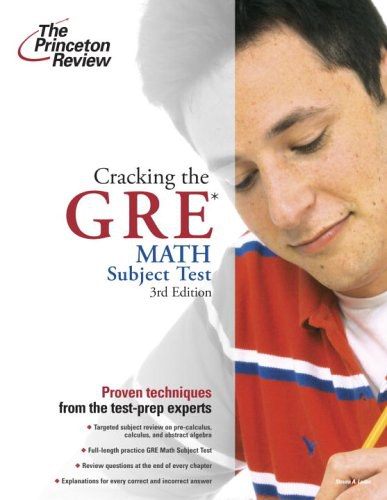 The
Princeton
Review
Cracking the
GRE*
MATH
Subject Test
3rd Edition
Proven techniques
from the test-prep experts
◆ Targeted subject review on pre-calculus,
calculus, and abstract algebra
◆ Full-length practice GRE Math Subject Test
◆ Review questions at the end of every chapter
◆ Explanations for every correct and incorrect answer